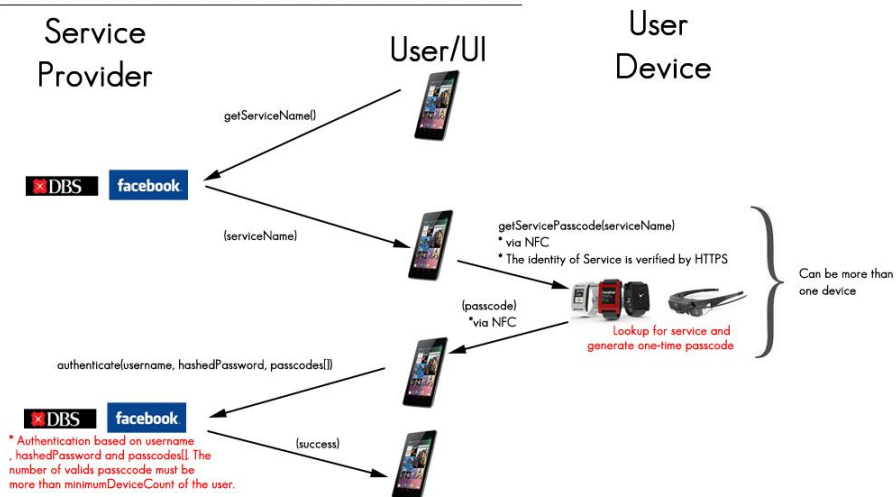 Service
Provider
User/UI
User
Device
getServiceName()
DBS
facebook
(serviceName)
getServicePasscode(serviceName)
* via NFC
* The identity of Service is verified by HTTPS
Can be more than
one device
(passcode)
*via NFC
Lookup for service and
generate one-time passcode
authenticate(username, hashedPassword, passcodes[])
DBS
facebook
* Authentication based on username
, hashedPassword and passcodes[]. The
number of valids passccode must be
more than minimumDeviceCount of the user.
(success)